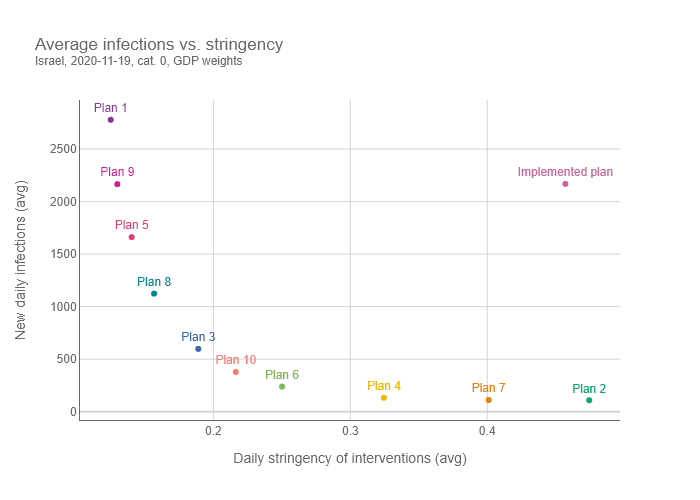 Average infections vs. stringency
Israel, 2020-11-19, cat. 0, GDP weights
Plan 1
Plan 9
Implemented plan
Plan 5
Plan 8
Plan 3
Plan 10
Plan 6
Plan 4
Plan 7
Plan 2
2500
2000
1500
1000
500
0
New daily infections (avg)
0.2
0.3
0.4
Daily stringency of interventions (avg)